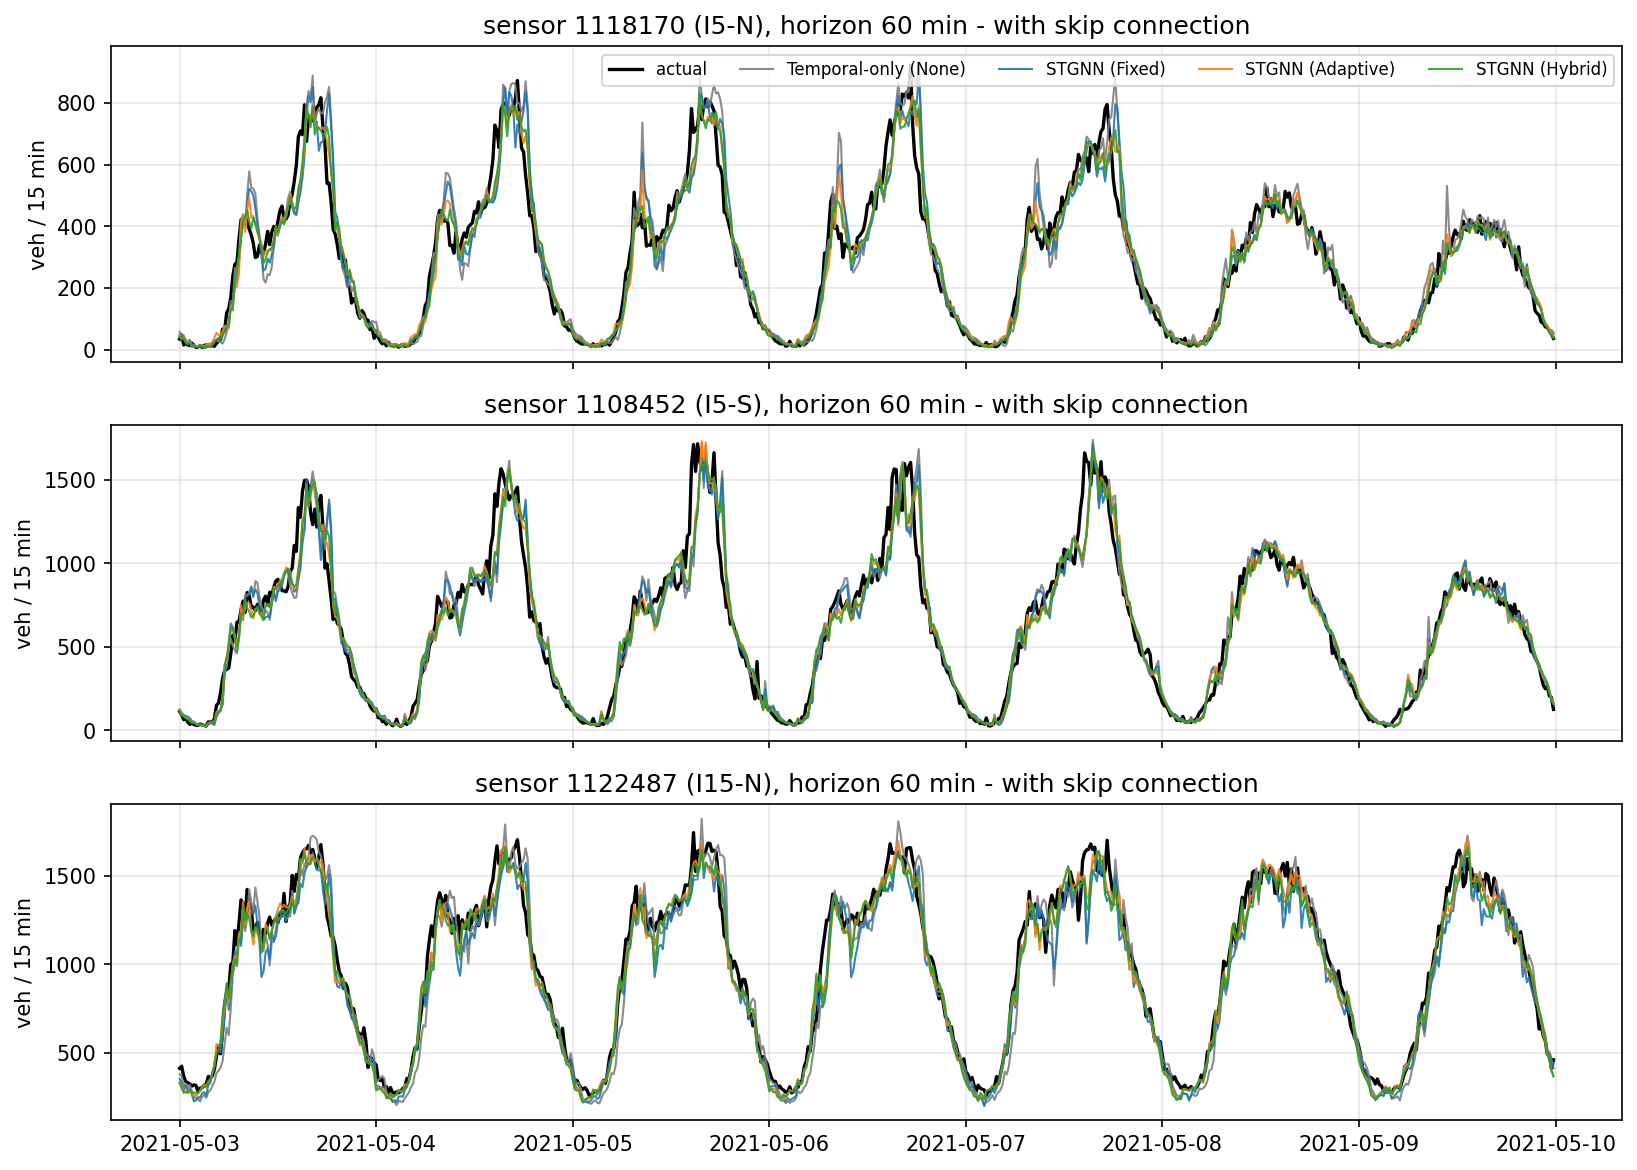 sensor 1118170 (I5-N), horizon 60 min - with skip connection
actual Temporal-only (None) STGNN (Fixed) STGNN (Adaptive) STGNN (Hybrid)
veh / 15 min
800
600
400
200
0
sensor 1108452 (I5-S), horizon 60 min - with skip connection
veh / 15 min
1500
1000
500
0
sensor 1122487 (I15-N), horizon 60 min - with skip connection
veh / 15 min
1500
1000
500
2021-05-03 2021-05-04 2021-05-05 2021-05-06 2021-05-07 2021-05-08 2021-05-09 2021-05-10